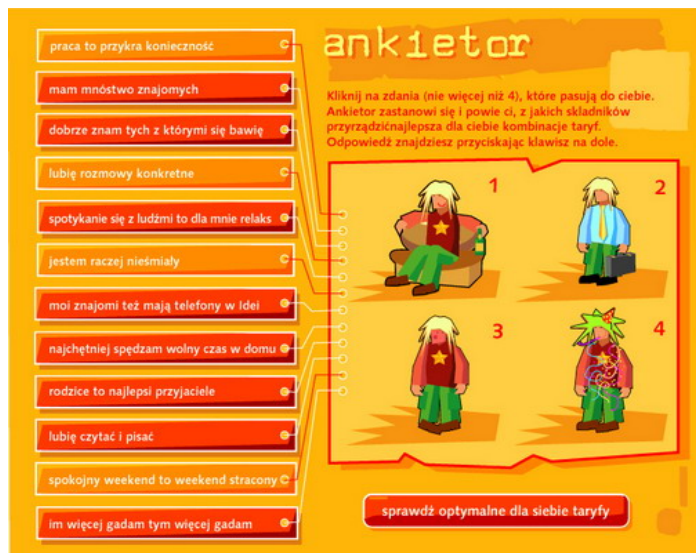 praca to przykra konieczność
mam mnóstwo znajomych
dobrze znam tych z którymi się bawię
lubię rozmowy konkretne
spotykanie się z ludźmi to dla mnie relaks
jestem raczej nieśmiały
moi znajomi też mają telefony w Idei
najchętniej spędzam wolny czas w domu
rodzice to najlepsi przyjaciele
lubię czytać i pisać
spokojny weekend to weekend stracony
im więcej gadam tym więcej gadam
ankietor
Kliknij na zdania (nie więcej niż 4), które pasują do ciebie.
Ankietor zastanowi się i powie ci, z jakich składników
przyrządzićnajlepsza dla ciebie kombinacje taryf.
Odpowiedź znajdziesz przyciskając klawisz na dole.
1
2
3
4
sprawdź optymalne dla siebie taryfy